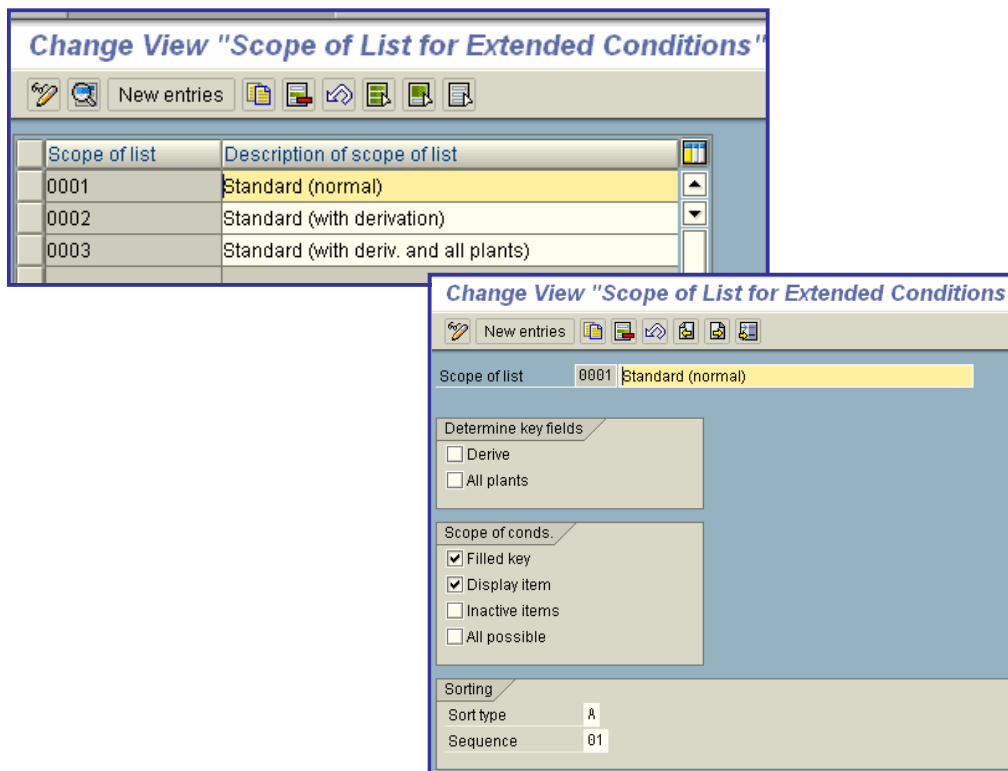 Change View "Scope of List for Extended Conditions"
New entries
Scope of list Description of scope of list
0001 Standard (normal)
0002 Standard (with derivation)
0003 Standard (with deriv. and all plants)
Change View "Scope of List for Extended Conditions
New entries
Scope of list 0001 Standard (normal)
Determine key fields
Derive
All plants
Scope of conds.
Filled key
Display item
Inactive items
All possible
Sorting
Sort type A
Sequence 01